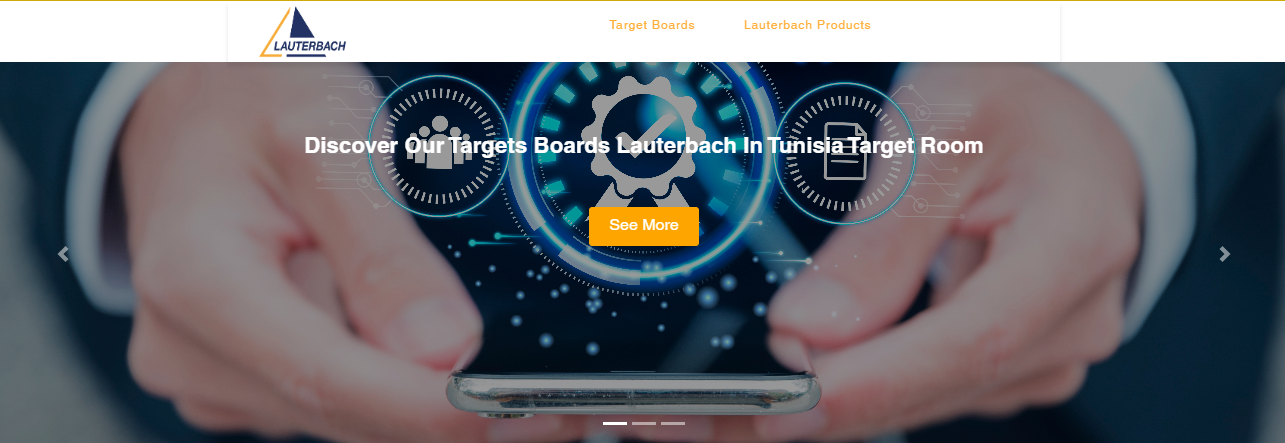 LAUTERBACH
Target Boards
Lauterbach Products
Discover Our Targets Boards Lauterbach In Tunisia Target Room
See More